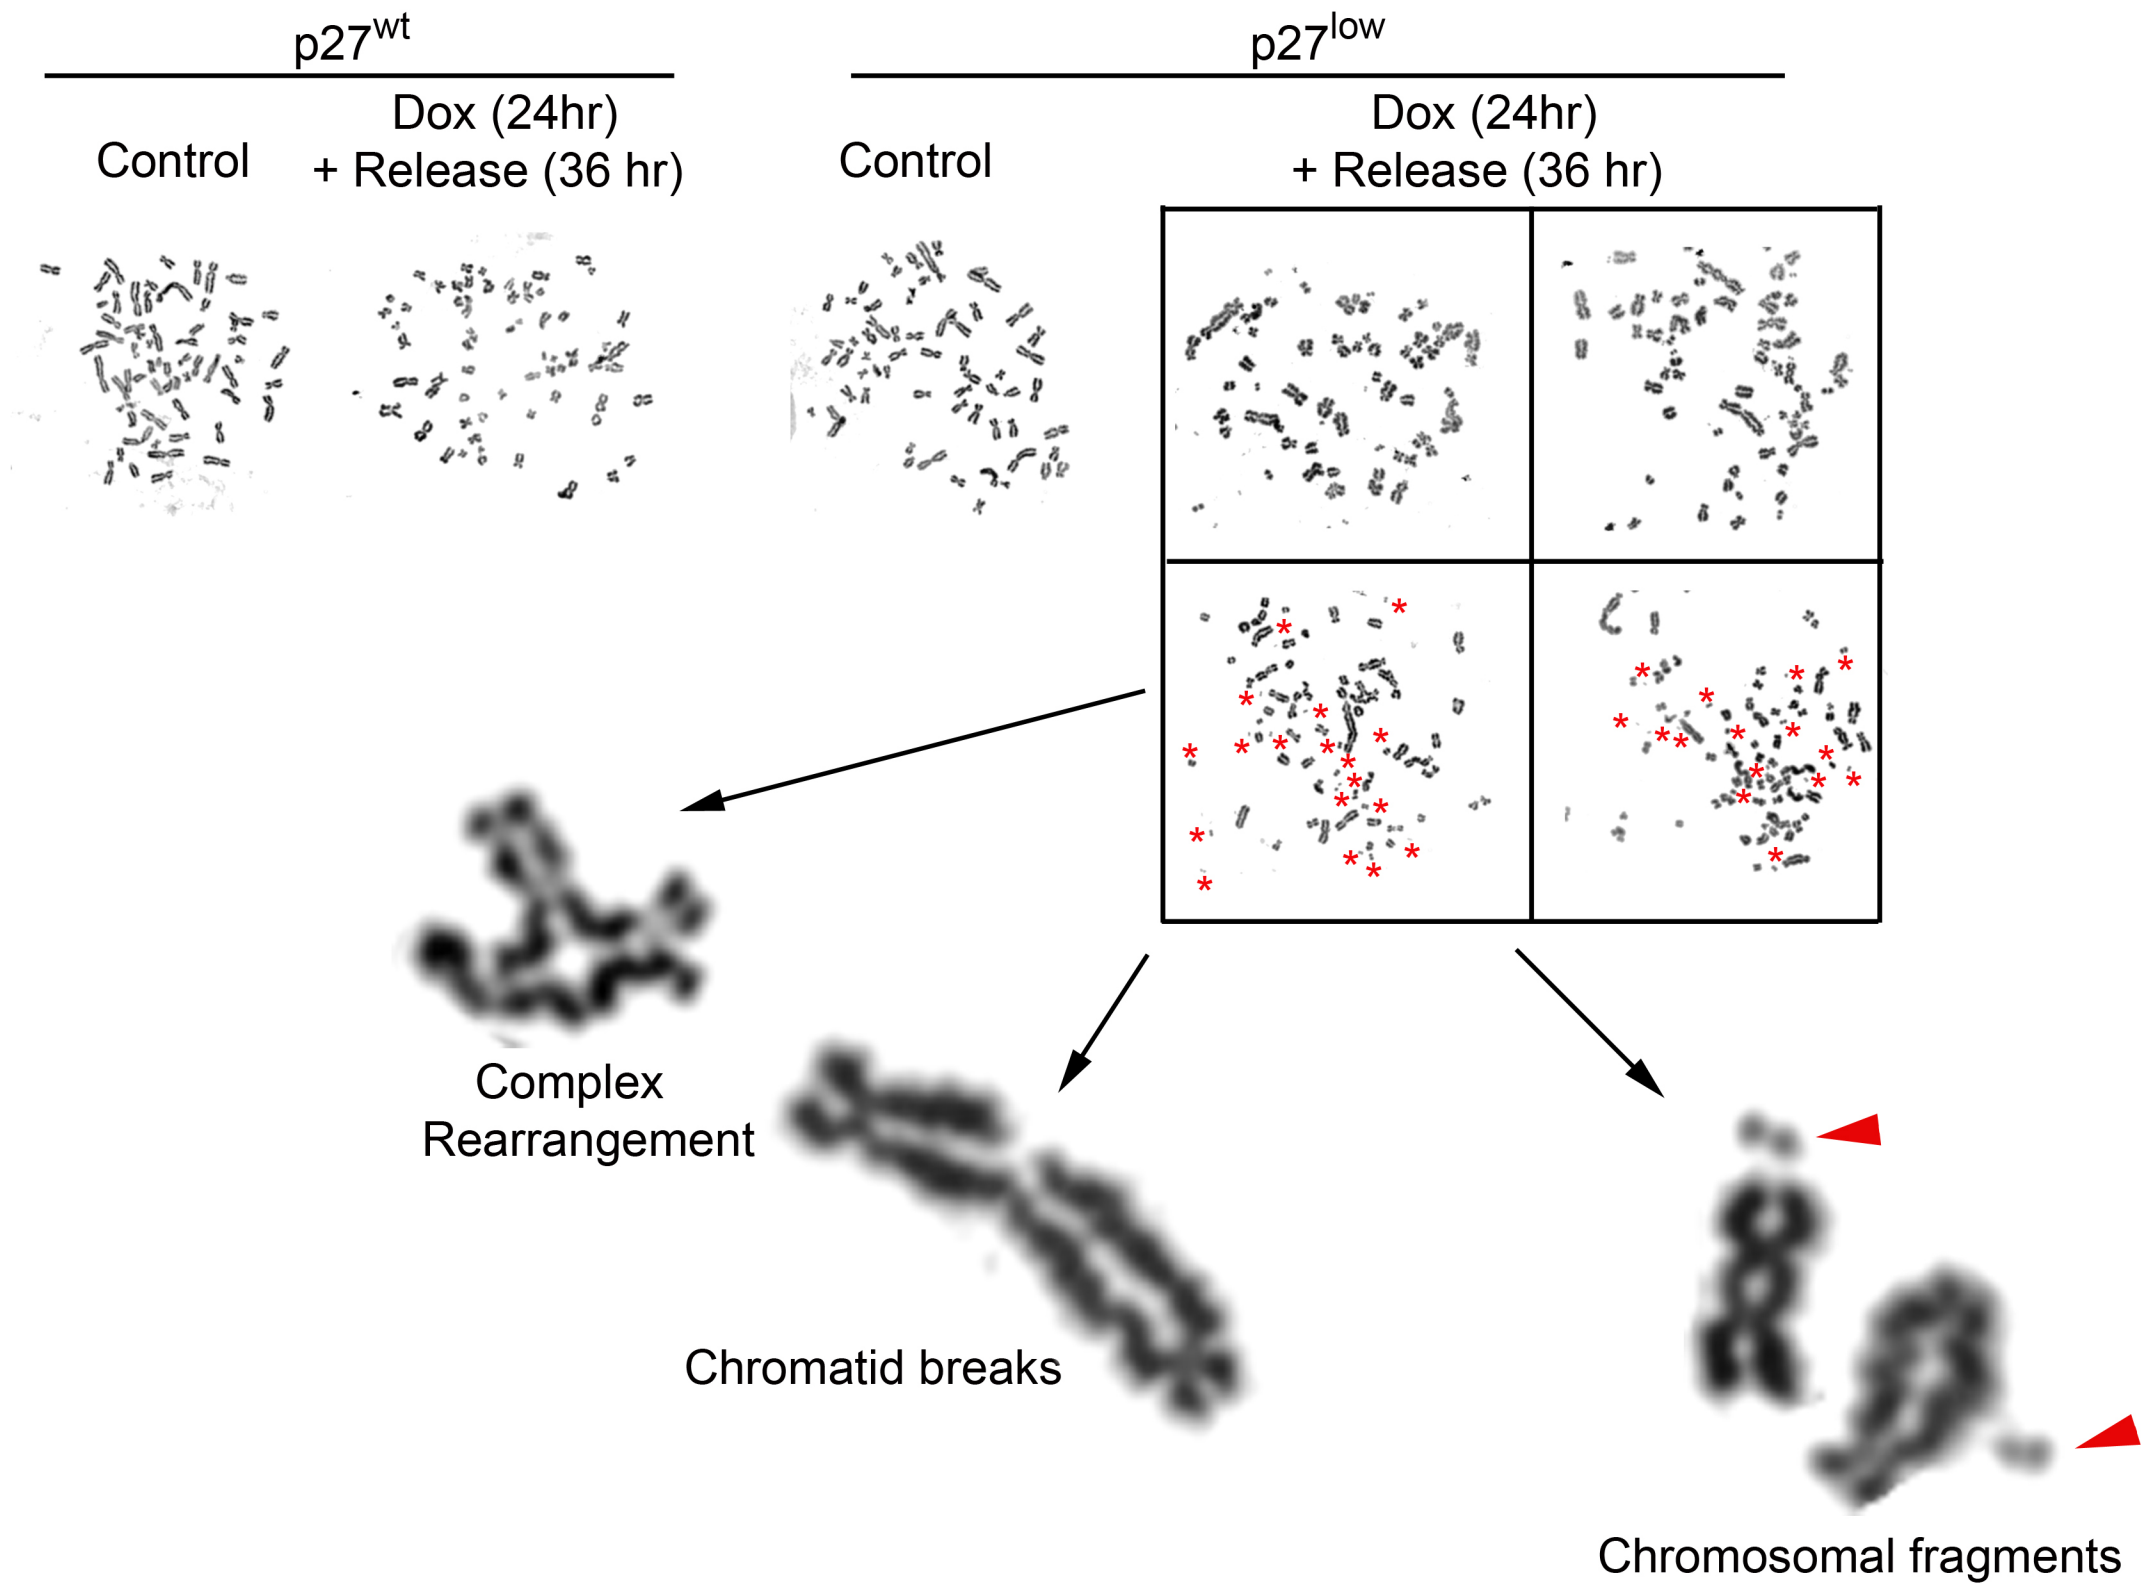 p27wt
p27low
Control
Dox (24hr)
+ Release (36 hr)
Control
Dox (24hr)
+ Release (36 hr)
Complex
Rearrangement
Chromatid breaks
Chromosomal fragments